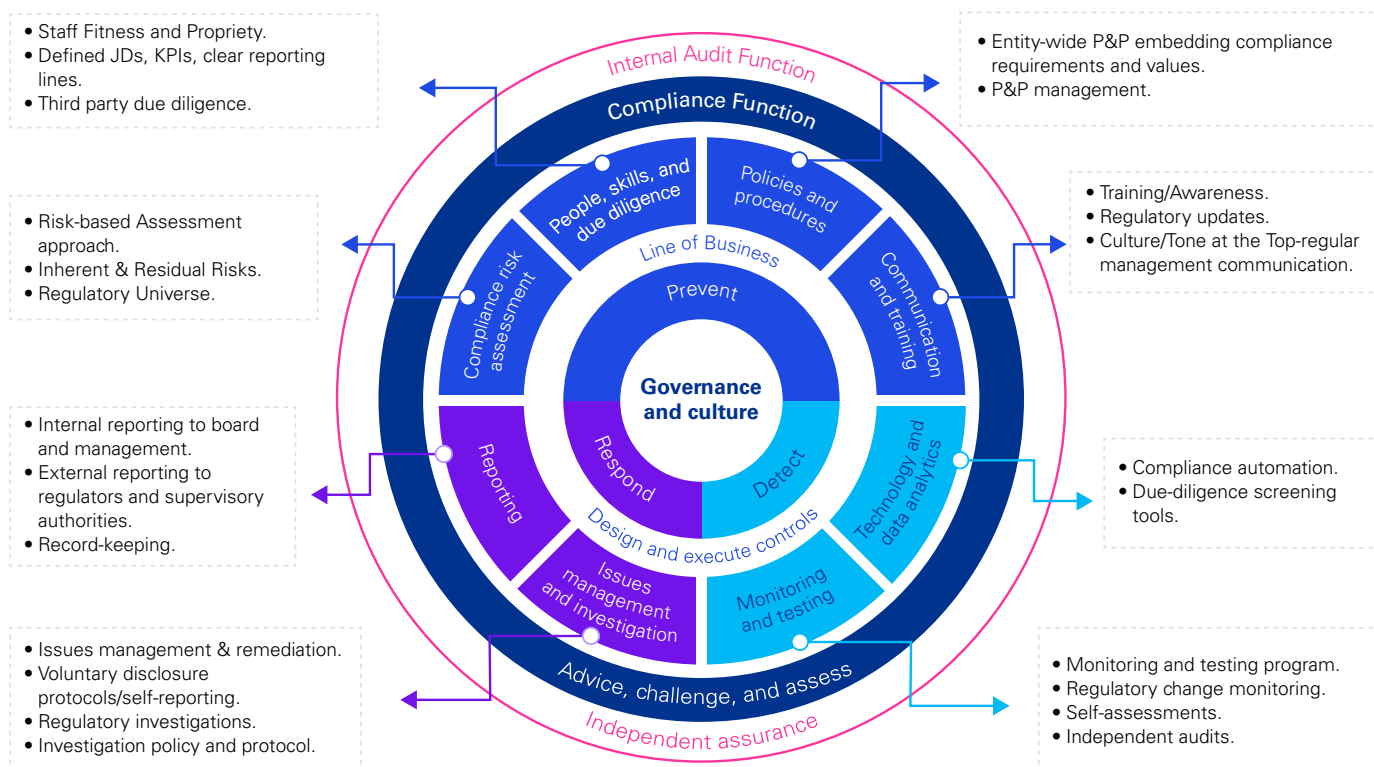 • Staff Fitness and Propriety.
• Defined JDs, KPIs, clear reporting
lines.
• Third party due diligence.
• Entity-wide P&P embedding compliance
requirements and values.
• P&P management.
• Risk-based Assessment
approach.
• Inherent & Residual Risks.
• Regulatory Universe.
• Training/Awareness.
• Regulatory updates.
• Culture/Tone at the Top-regular
management communication.
• Internal reporting to board
and management.
• External reporting to
regulators and supervisory
authorities.
• Record-keeping.
• Compliance automation.
• Due-diligence screening
tools.
• Issues management & remediation.
• Voluntary disclosure
protocols/self-reporting.
• Regulatory investigations.
• Investigation policy and protocol.
• Monitoring and testing program.
• Regulatory change monitoring.
• Self-assessments.
• Independent audits.
Internal Audit Function
Compliance Function
People, skills, and
due diligence
Policies and
procedures
Compliance risk
assessment
Communication
and training
Line of Business
Prevent
Governance
and culture
Respond
Detect
Design and execute controls
Reporting
Technology and
data analytics
Issues
management
and investigation
Monitoring
and testing
Advice, challenge, and assess
Independent assurance